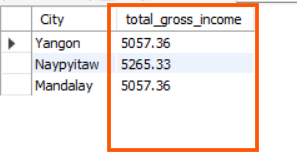 City total_gross_income
Yangon 5057.36
Naypyitaw 5265.33
Mandalay 5057.36